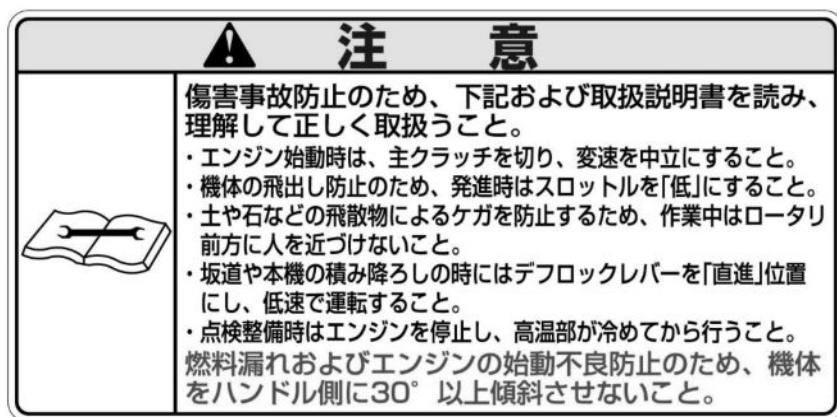 注意
傷害事故防止のため、下記および取扱説明書を読み、
理解して正しく取扱うこと。
・エンジン始動時は、主クラッチを切り、変速を中立にすること。
・機体の飛出し防止のため、発進時はスロットルを「低」にすること。
・土や石などの飛散物によるケガを防止するため、作業中はロータリ
前方に人を近づけないこと。
・坂道や本機の積み降ろしの時にはデフロックレバーを「直進」位置
にし、低速で運転すること。
・点検整備時はエンジンを停止し、高温部が冷めてから行うこと。
燃料漏れおよびエンジンの始動不良防止のため、機体
をハンドル側に30°以上傾斜させないこと。